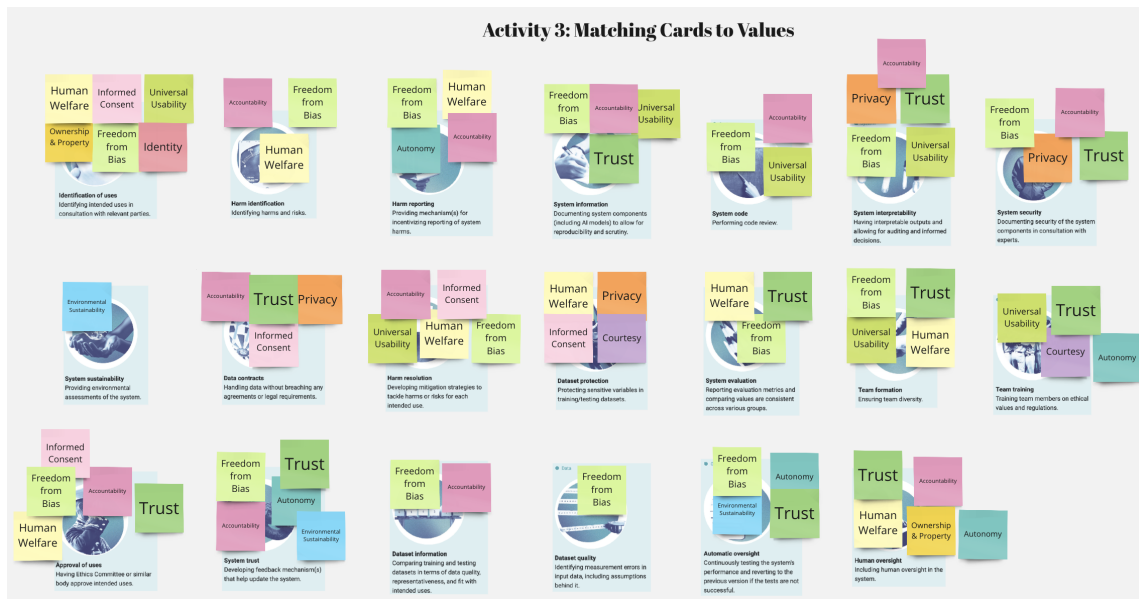 Activity 3: Matching Cards to Values
Human
Welfare
Informed
Consent
Universal
Usability
Ownership
& Property
Freedom
from
Bias
Identity
Identification of uses
Identifying intended uses in
consultation with relevant parties.
Accountability
Freedom
from
Bias
Human
Welfare
Harm identification
Identifying harms and risks.
Freedom
from
Bias
Human
Welfare
Autonomy
Accountability
Harm reporting
Providing mechanism(s) for
incentivizing reporting of system
harms.
Freedom
from
Bias
Accountability
Universal
Usability
Trust
System information
Documenting system components
(including AI models) to allow for
reproducibility and scrutiny.
Accountability
Freedom
from
Bias
Universal
Usability
System code
Performing code review.
Accountability
Privacy
Trust
Freedom
from
Bias
Universal
Usability
System interpretability
Having interpretable outputs and
allowing for auditing and informed
decisions.
Freedom
from
Bias
Accountability
Privacy
Trust
System security
Documenting security of the system
components in consultation with
experts.
Environmental
Sustainability
System sustainability
Providing environmental
assessments of the system.
Accountability
Trust
Privacy
Informed
Consent
Data contracts
Handling data without breaching any
agreements or legal requirements.
Accountability
Informed
Consent
Universal
Usability
Human
Welfare
Freedom
from
Bias
Harm resolution
Developing mitigation strategies to
tackle harms or risks for each
intended use.
Human
Welfare
Privacy
Informed
Consent
Courtesy
Dataset protection
Protecting sensitive variables in
training/testing datasets.
Human
Welfare
Trust
Freedom
from
Bias
System evaluation
Reporting evaluation metrics and
comparing values are consistent
across various groups.
Freedom
from
Bias
Trust
Universal
Usability
Human
Welfare
Team formation
Ensuring team diversity.
Universal
Usability
Trust
Courtesy
Autonomy
Team training
Training team members on ethical
values and regulations.
Informed
Consent
Freedom
from
Bias
Accountability
Trust
Human
Welfare
Approval of uses
Having Ethics Committee or similar
body approve intended uses.
Freedom
from
Bias
Trust
Autonomy
Accountability
Environmental
Sustainability
System trust
Developing feedback mechanism(s)
that help update the system.
Freedom
from
Bias
Accountability
Dataset information
Comparing training and testing
datasets in terms of data quality,
representativeness, and fit with
intended uses.
Data
Freedom
from
Bias
Dataset quality
Identifying measurement errors in
input data, including assumptions
behind it.
Freedom
from
Bias
Autonomy
Environmental
Sustainability
Trust
Automatic oversight
Continuously testing the system's
performance and reverting to the
previous version if the tests are not
successful.
Trust
Accountability
Human
Welfare
Ownership
& Property
Autonomy
Human oversight
Including human oversight in the
system.